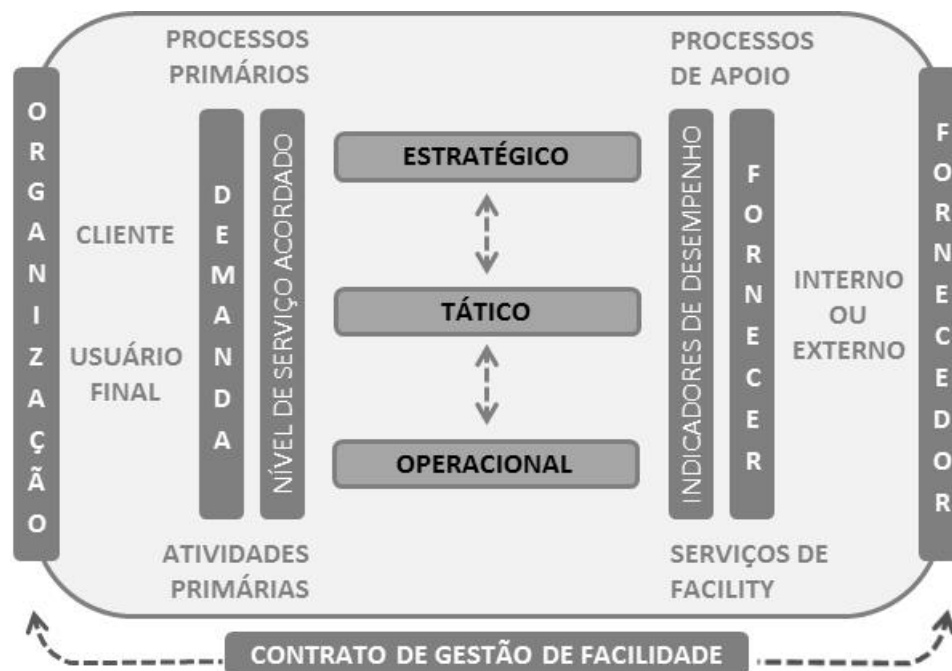 PROCESSOS
PRIMÁRIOS
PROCESSOS
DE APOIO
ORGANIZAÇÃO
CLIENTE
USUÁRIO
FINAL
DEMANDA
NÍVEL DE SERVIÇO ACORDADO
ESTRATÉGICO
TÁTICO
OPERACIONAL
INDICADORES DE DESEMPENHO
FORNECER
INTERNO
OU
EXTERNO
FORNECEDOR
ATIVIDADES
PRIMÁRIAS
SERVIÇOS DE
FACILITY
CONTRATO DE GESTÃO DE FACILIDADE